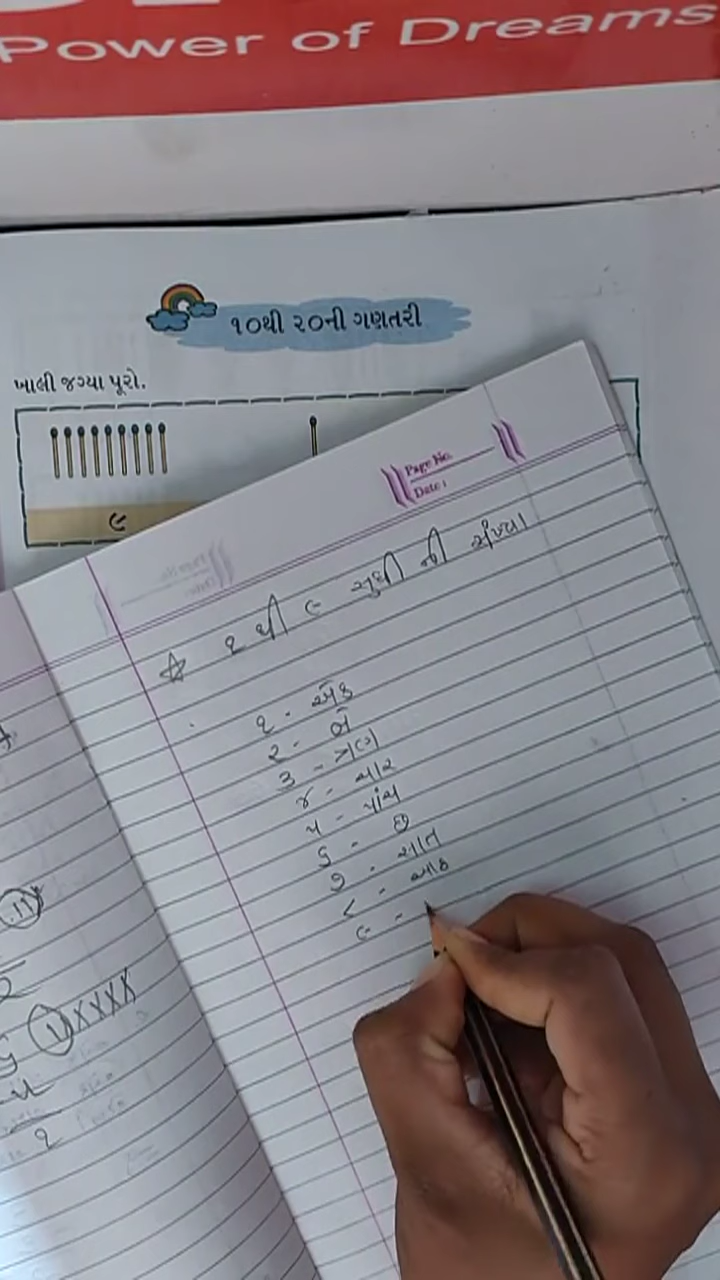 Power of Dreams
૧૦થી ૨૦ની ગણતરી
ખાલી જગ્યા પૂરો.
૯
Page No.
Date:
૧ થી ૯ સુધી ની સંખ્યા
૧ - એક
૨ - બે
૩ - ત્રણ
૪ - ચાર
૫ - પાંચ
૬ - છ
૭ - સાત
૮ - આઠ
૯ -